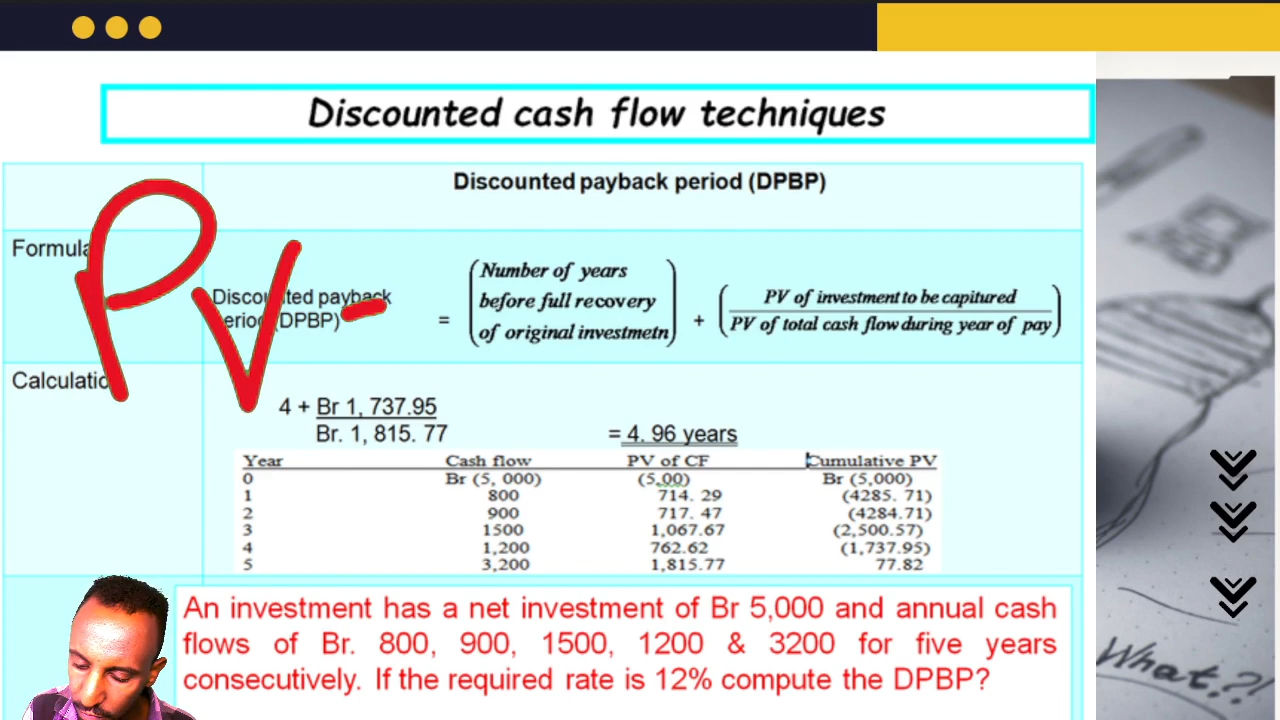 Discounted cash flow techniques
Discounted payback period (DPBP)
Formula
PV-
Discounted payback
period (DPBP)
=
Number of years
before full recovery
of original investmetn
+
PV of investment to be capitured
PV of total cash flow during year of pay
Calculatio
4 + Br 1, 737.95
Br. 1, 815. 77
= 4. 96 years
Year Cash flow PV of CF Cumulative PV
0 Br (5, 000) (5,00) Br (5,000)
1 800 714. 29 (4285. 71)
2 900 717. 47 (4284.71)
3 1500 1,067.67 (2,500.57)
4 1,200 762.62 (1,737.95)
5 3,200 1,815.77 77.82
An investment has a net investment of Br 5,000 and annual cash
flows of Br. 800, 900, 1500, 1200 & 3200 for five years
consecutively. If the required rate is 12% compute the DPBP?
What?!